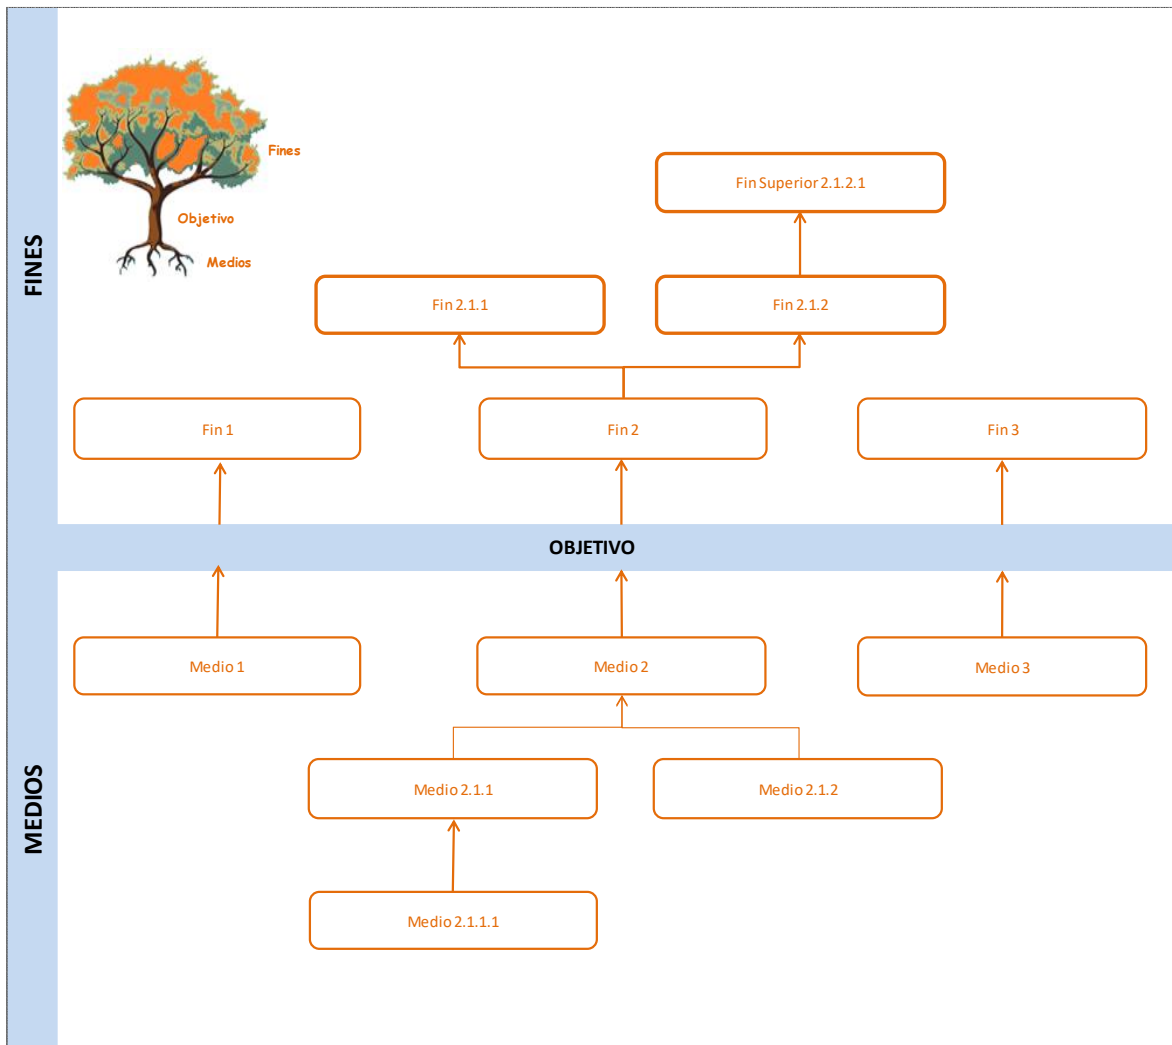 FINES
Fines
Objetivo
Medios
Fin Superior 2.1.2.1
Fin 2.1.1
Fin 2.1.2
Fin 1
Fin 2
Fin 3
OBJETIVO
MEDIOS
Medio 1
Medio 2
Medio 3
Medio 2.1.1
Medio 2.1.2
Medio 2.1.1.1